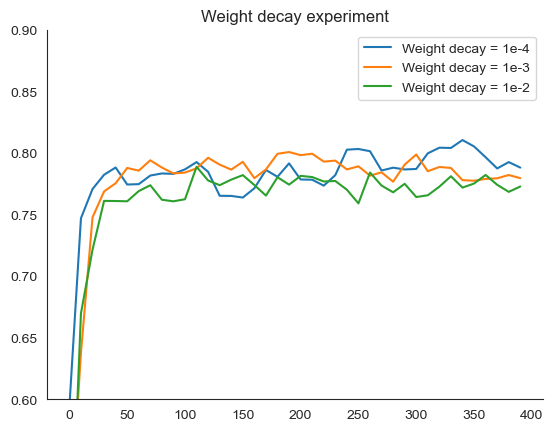 Weight decay experiment
0.90
0.85
0.80
0.75
0.70
0.65
0.60
Weight decay = 1e-4
Weight decay = 1e-3
Weight decay = 1e-2
0 50 100 150 200 250 300 350 400